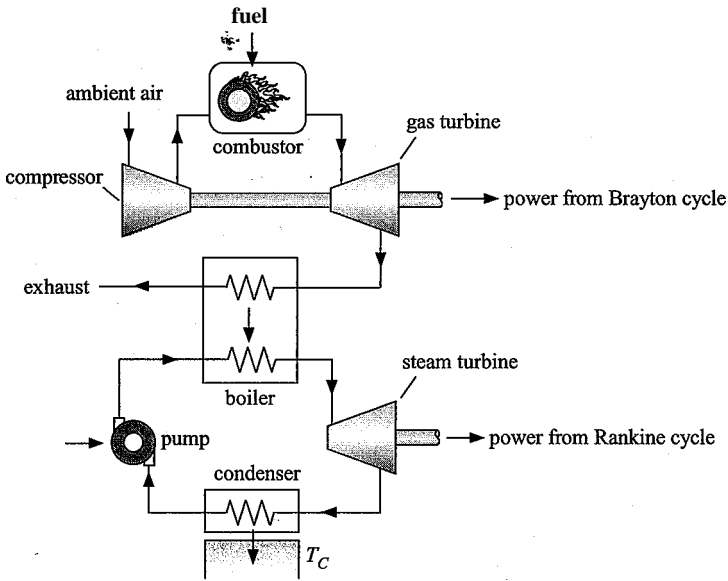 fuel
ambient air
combustor
gas turbine
compressor
power from Brayton cycle
exhaust
boiler
steam turbine
pump
power from Rankine cycle
condenser
T_C